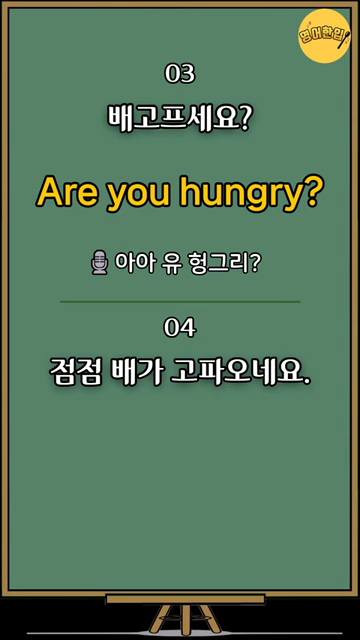 영어한입
03
배고프세요?
Are you hungry?
아아 유 헝그리?
04
점점 배가 고파오네요.